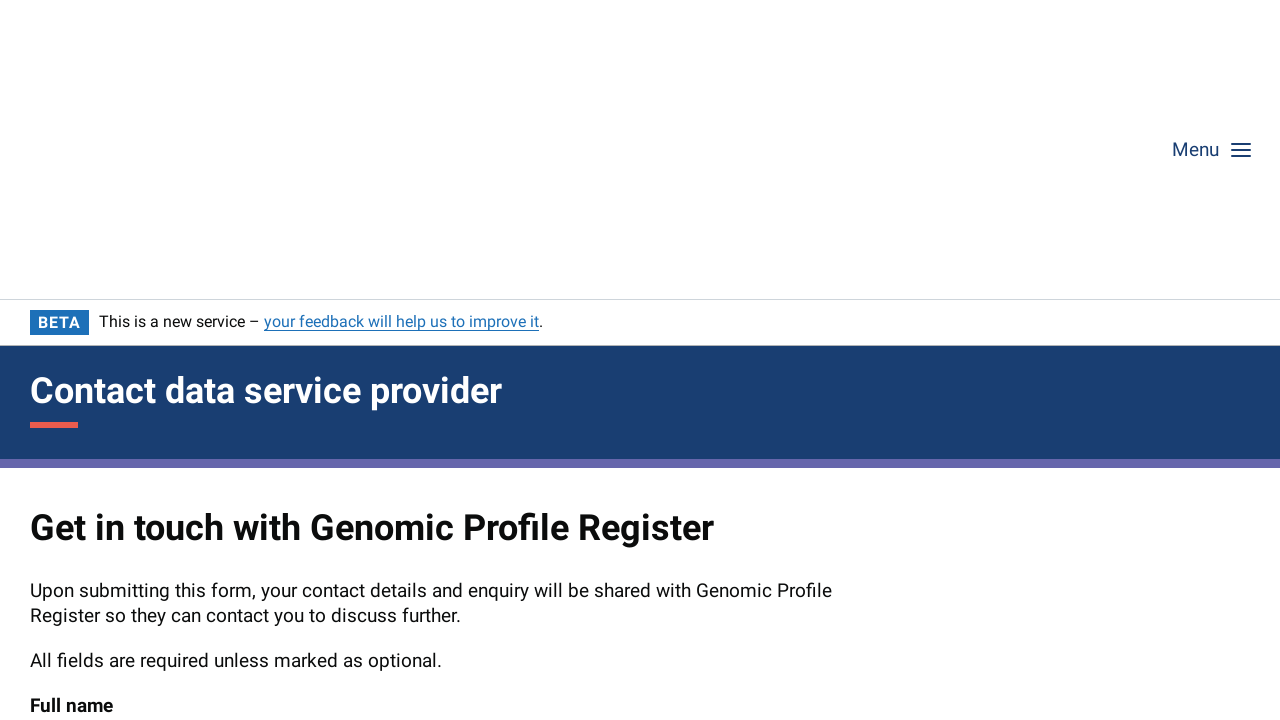 Menu
BETA This is a new service – your feedback will help us to improve it.
Contact data service provider
Get in touch with Genomic Profile Register
Upon submitting this form, your contact details and enquiry will be shared with Genomic Profile
Register so they can contact you to discuss further.
All fields are required unless marked as optional.
Full name